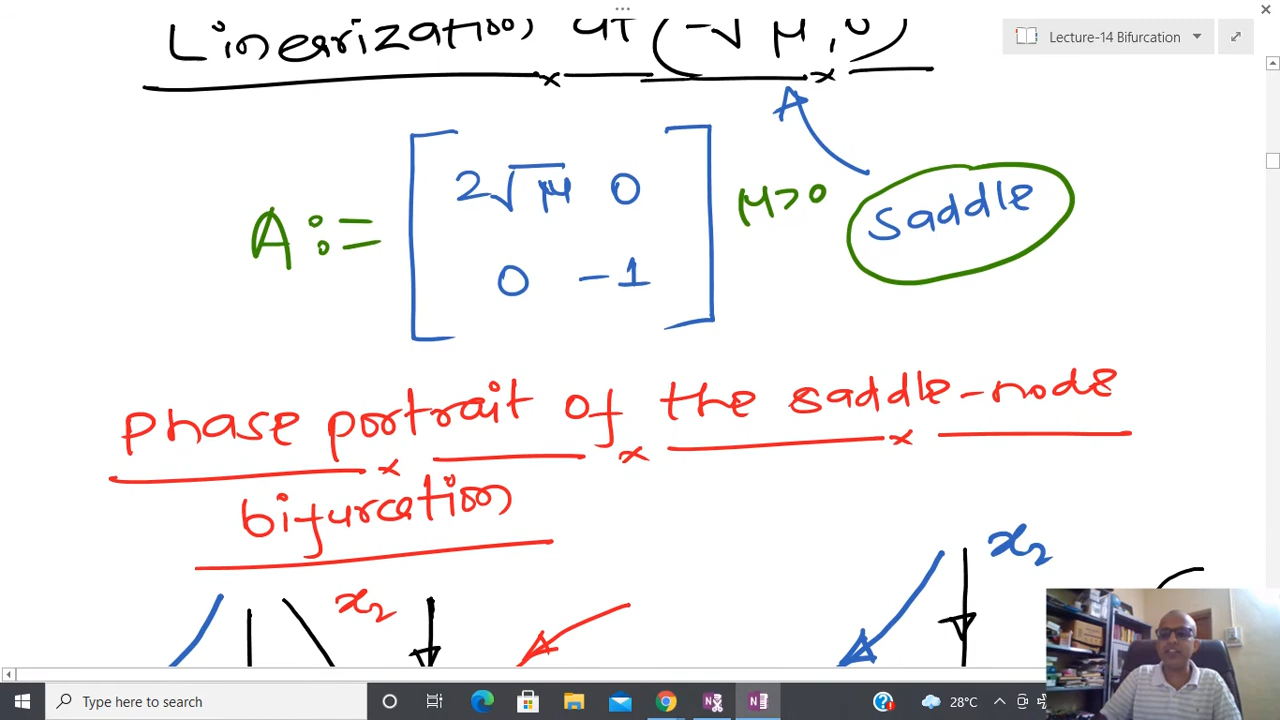 Linearization at (-√μ, 0)
Lecture-14 Bifurcation
2√μ 0
A := μ>0 saddle
0 -1
phase portrait of the saddle-node
bifurcation
x2
x2
Type here to search
28°C